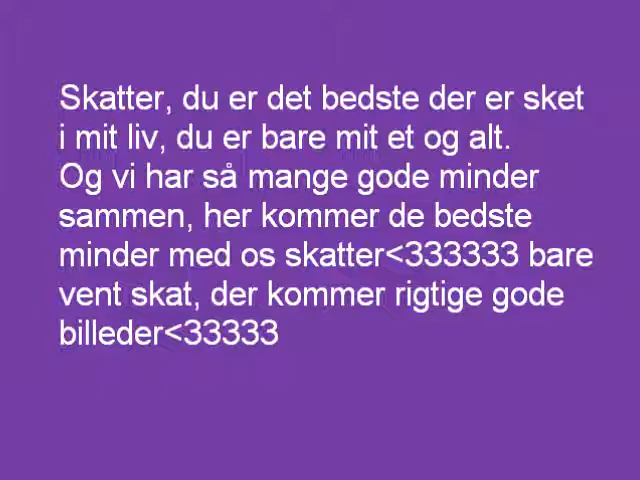 Skatter, du er det bedste der er sket
i mit liv, du er bare mit et og alt.
Og vi har så mange gode minder
sammen, her kommer de bedste
minder med os skatter<333333 bare
vent skat, der kommer rigtige gode
billeder<33333